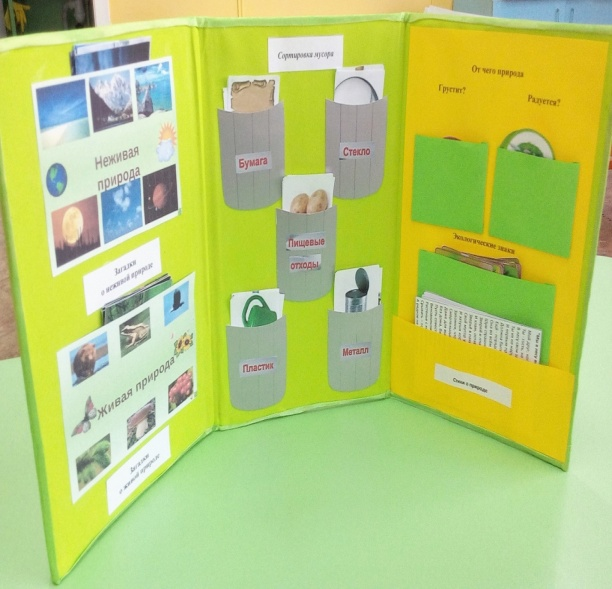 Неживая
природа
Загадки
о неживой природе
Живая природа
Загадки
о живой природе
Сортировка мусора
Бумага
Стекло
Пищевые
отходы
Пластик
Металл
От чего природа
Грустит?
Радуется?
Экологические знаки
Стихи о природе